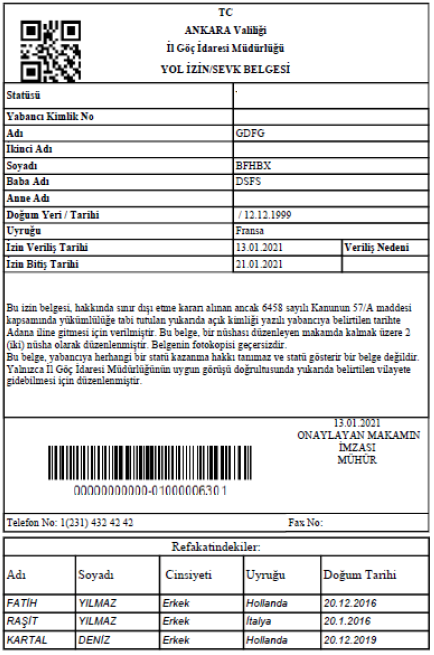 TC
ANKARA Valiliği
İl Göç İdaresi Müdürlüğü
YOL İZİN/SEVK BELGESİ
Statüsü
Yabancı Kimlik No
Adı GDFG
İkinci Adı
Soyadı BFHBX
Baba Adı DSFS
Anne Adı
Doğum Yeri / Tarihi / 12.12.1999
Uyruğu Fransa
İzin Veriliş Tarihi 13.01.2021 Veriliş Nedeni
İzin Bitiş Tarihi 21.01.2021
Bu izin belgesi, hakkında sınır dışı etme kararı alınan ancak 6458 sayılı Kanunun 57/A maddesi
kapsamında yükümlülüğe tabi tutulan yukarıda açık kimliği yazılı yabancıya belirtilen tarihte
Adana iline gitmesi için verilmiştir. Bu belge, bir nüshası düzenleyen makamda kalmak üzere 2
(iki) nüsha olarak düzenlenmiştir. Belgenin fotokopisi geçersizdir.
Bu belge, yabancıya herhangi bir statü kazanma hakkı tanımaz ve statü gösterir bir belge değildir.
Yalnızca İl Göç İdaresi Müdürlüğünün uygun görüşü doğrultusunda yukarıda belirtilen vilayete
gidebilmesi için düzenlenmiştir.
13.01.2021
ONAYLAYAN MAKAMIN
İMZASI
MÜHÜR
00000000000-01000006301
Telefon No: 1(231) 432 42 42 Fax No:
Refakatindekiler:
Adı Soyadı Cinsiyeti Uyruğu Doğum Tarihi
FATİH YILMAZ Erkek Hollanda 20.12.2016
RAŞİT YILMAZ Erkek İtalya 20.1.2016
KARTAL DENİZ Erkek Hollanda 20.12.2019